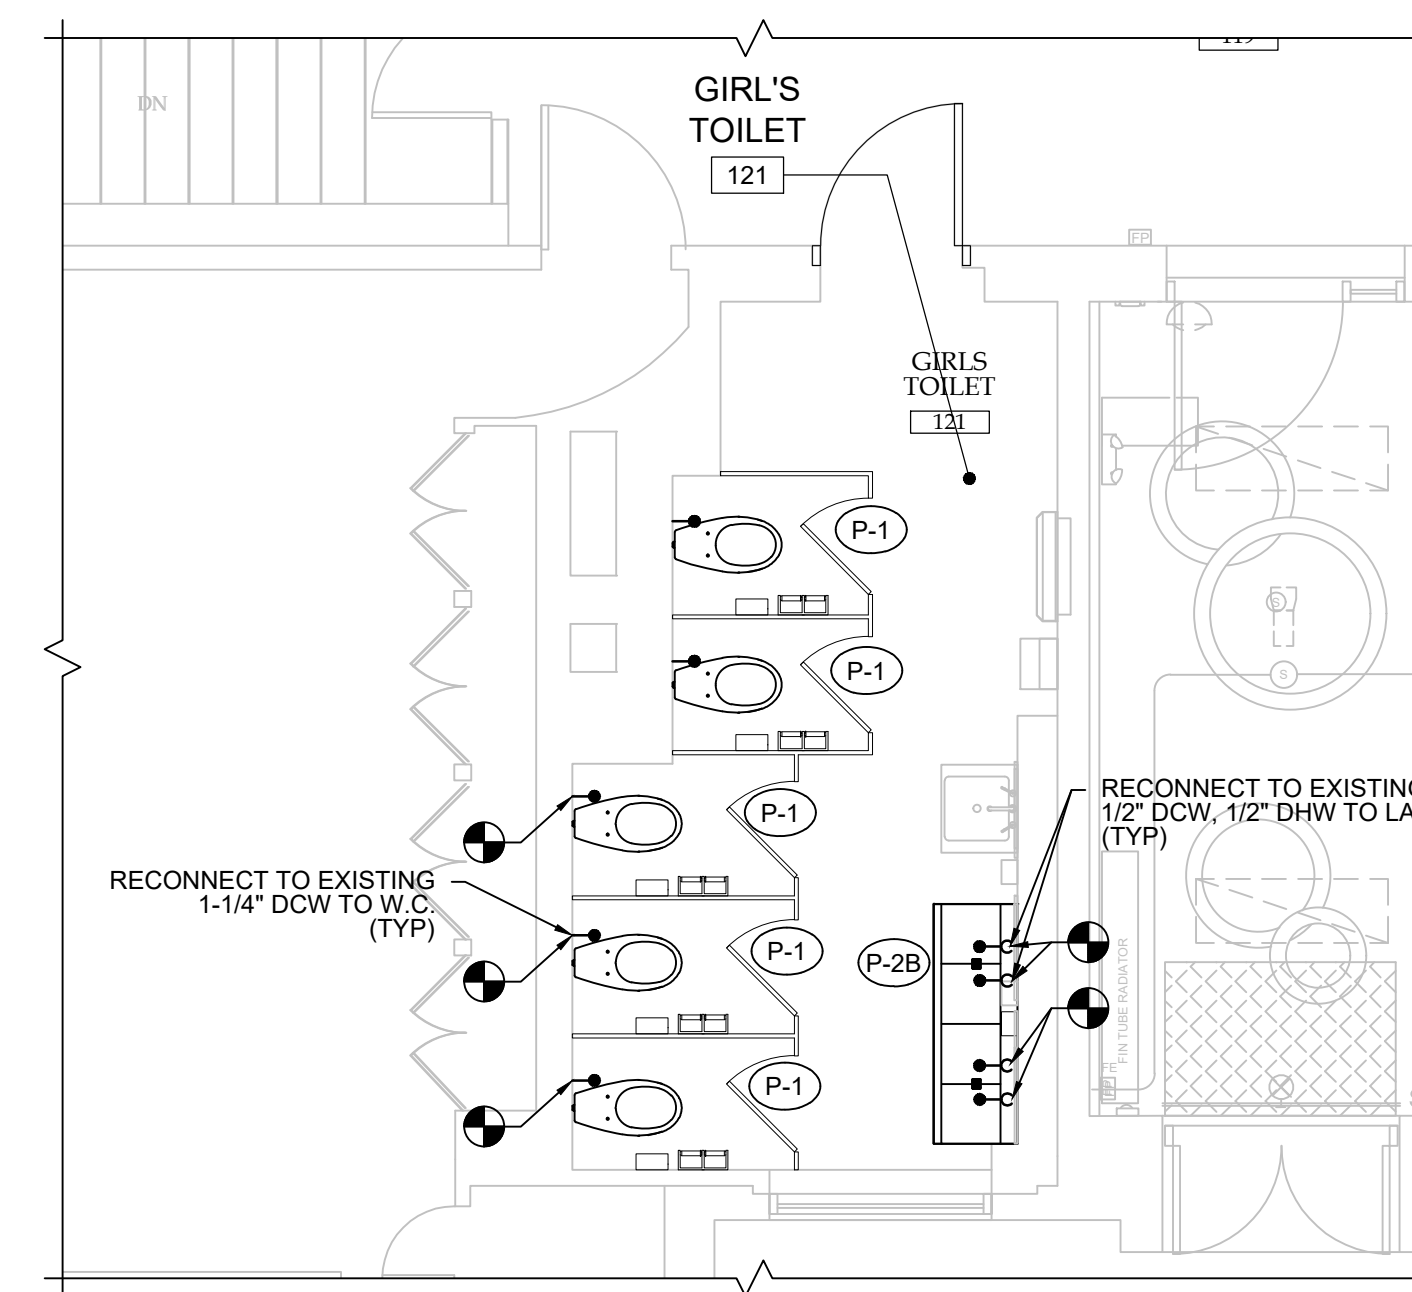 DN
GIRL'S
TOILET
121
FP
GIRLS
TOILET
121
P-1
S
P-1
S
P-1
RECONNECT TO EXISTING
1/2" DCW, 1/2" DHW TO LA
(TYP)
RECONNECT TO EXISTING
1-1/4" DCW TO W.C.
(TYP)
P-1
P-2B
FIN TUBE RADIATOR
FE
P-1